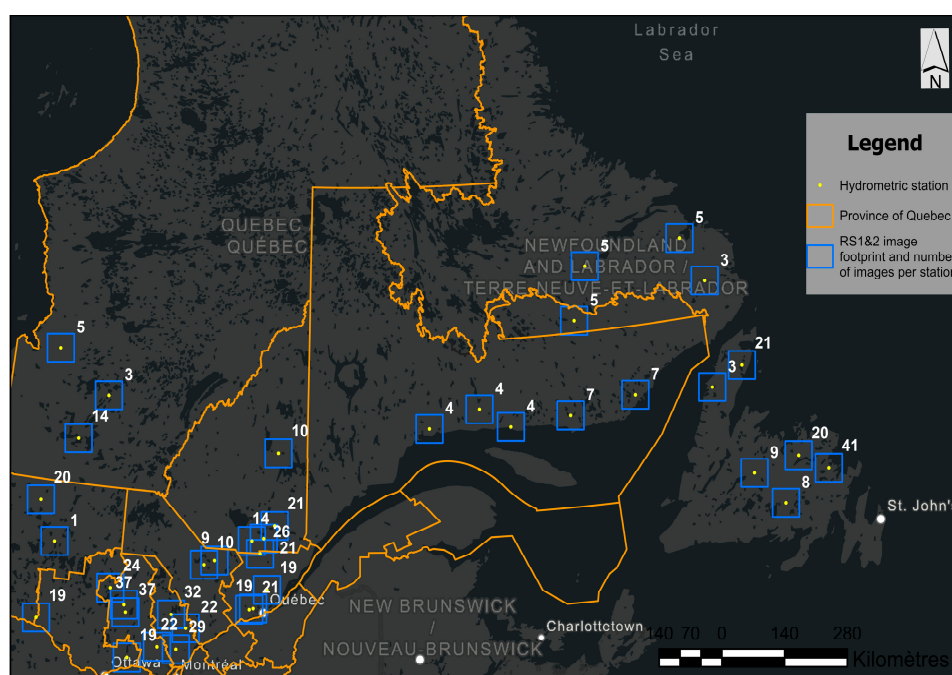 Labrador
Sea
N
Legend
Hydrometric station
Province of Quebec
RS1&2 image
footprint and number
of images per station
QUEBEC
QUÉBEC
NEWFOUNDLAND
AND LABRADOR /
TERRE-NEUVE-ET-LABRADOR
5
5
3
5
5
3
14
21
3
7
7
4
4
4
10
20
41
9
8
20
1
21
14
26
9
10
21
19
St. John's
24
37
37
19
32
22
19
21
Québec
22
29
19
Ottawa
Montréal
NEW BRUNSWICK
/
NOUVEAU-BRUNSWICK
Charlottetown
140 70 0 140 280
Kilomètres